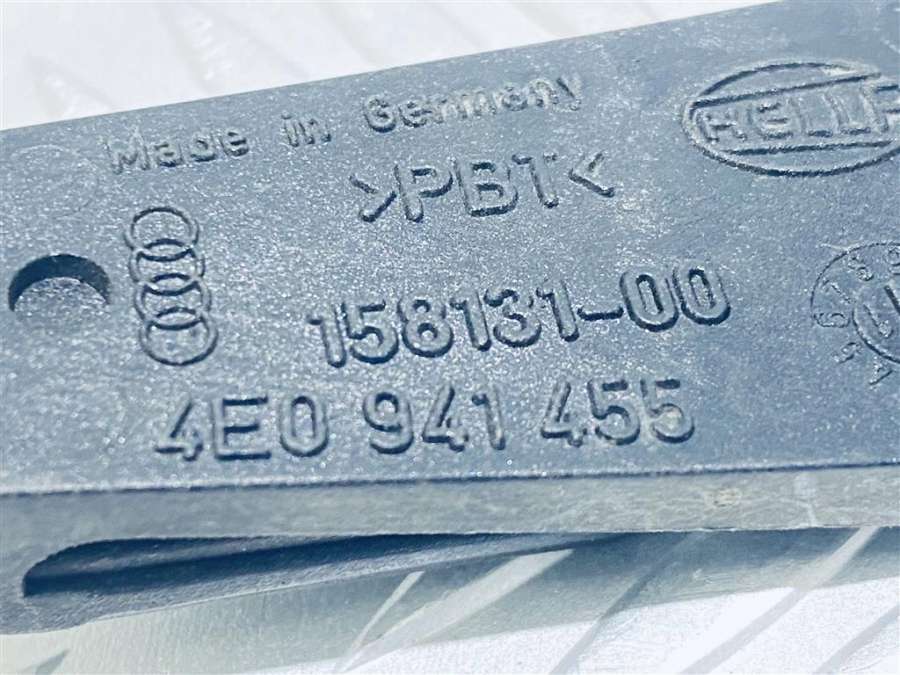 Made in Germany
HELLA
>PBT<
158131-00
4E0 941 455